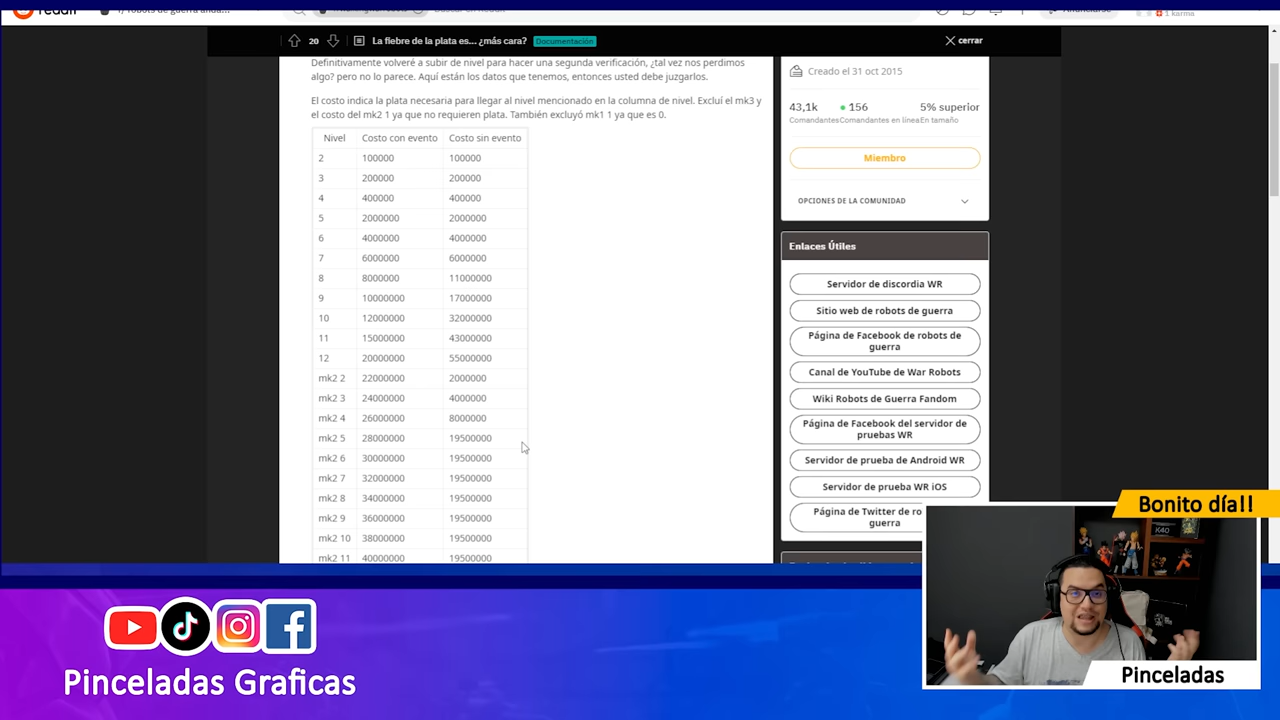 reddit
20 La fiebre de la plata es... ¿más cara? Documentación
cerrar
Definitivamente volveré a subir de nivel para hacer una segunda verificación, ¿tal vez nos perdimos
algo? pero no lo parece. Aquí están los datos que tenemos, entonces usted debe juzgarlos.
El costo indica la plata necesaria para llegar al nivel mencionado en la columna de nivel. Excluí el mk3 y
el costo del mk2 1 ya que no requieren plata. También excluyó mk1 1 ya que es 0.
Nivel Costo con evento Costo sin evento
2 100000 100000
3 200000 200000
4 400000 400000
5 2000000 2000000
6 4000000 4000000
7 6000000 6000000
8 8000000 11000000
9 10000000 17000000
10 12000000 32000000
11 15000000 43000000
12 20000000 55000000
mk2 2 22000000 2000000
mk2 3 24000000 4000000
mk2 4 26000000 8000000
mk2 5 28000000 19500000
mk2 6 30000000 19500000
mk2 7 32000000 19500000
mk2 8 34000000 19500000
mk2 9 36000000 19500000
mk2 10 38000000 19500000
mk2 11 40000000 19500000
1 karma
Creado el 31 oct 2015
43,1k 156 5% superior
Comandantes Comandantes en línea En tamaño
Miembro
OPCIONES DE LA COMUNIDAD
Enlaces Útiles
Servidor de discordia WR
Sitio web de robots de guerra
Página de Facebook de robots de
guerra
Canal de YouTube de War Robots
Wiki Robots de Guerra Fandom
Página de Facebook del servidor de
pruebas WR
Servidor de prueba de Android WR
Servidor de prueba WR iOS
Página de Twitter de ro
guerra
Bonito día!!
K40
Pinceladas
Pinceladas Graficas